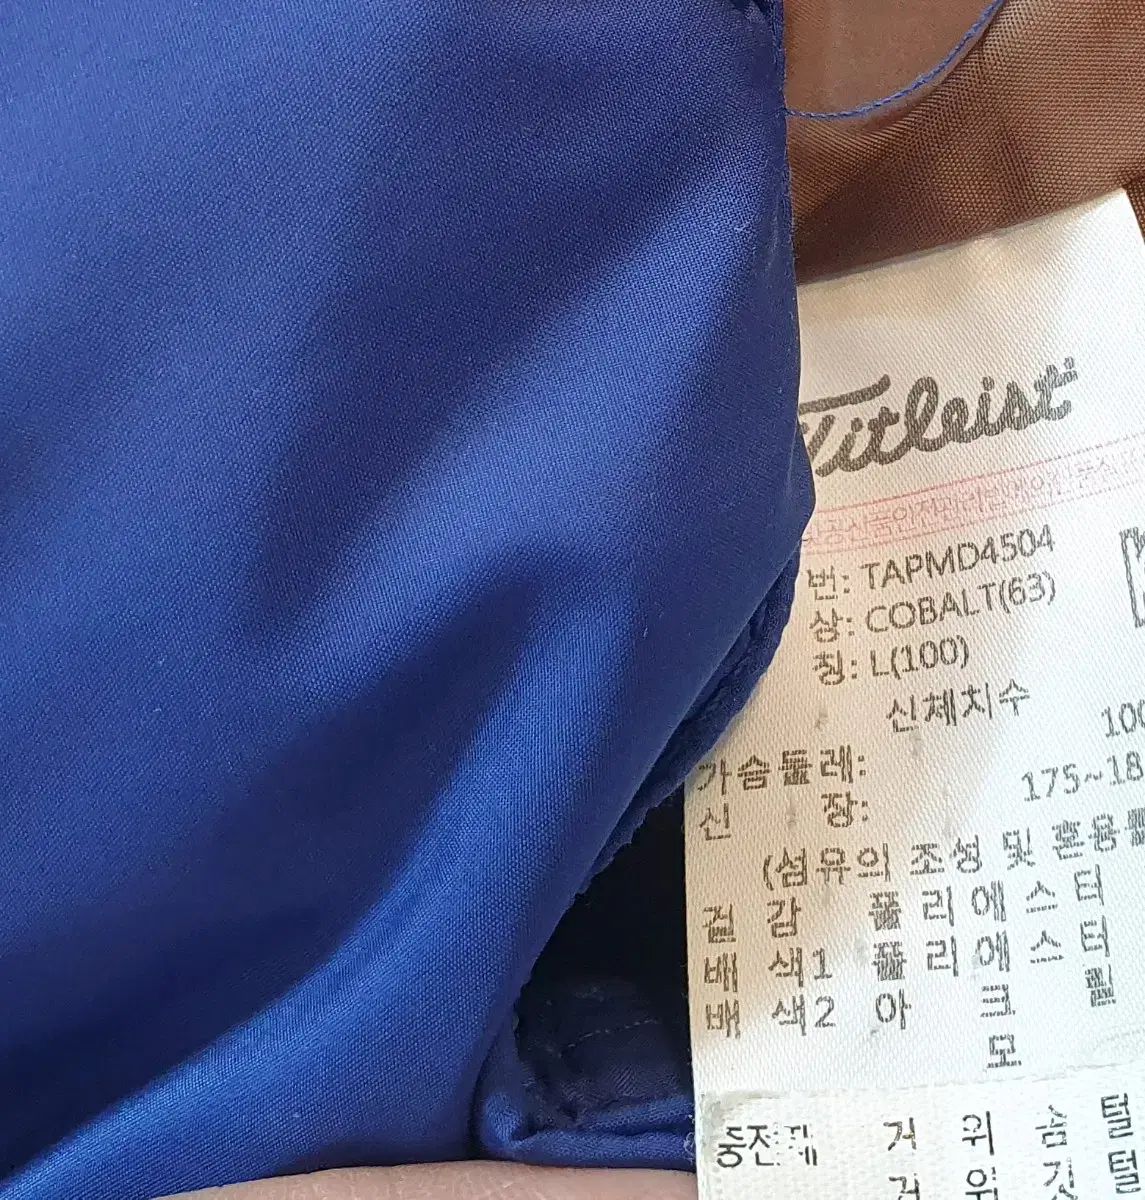 Titleist
번: TAPMD4504
상: COBALT(63)
칭: L(100)
신체치수
가슴둘레: 100
신 장: 175~18
(섬유의 조성 및 혼용률
겉 감 폴리에스터
배 색1 폴리에스터
배 색2 아크릴
모
충전재 거위솜털
거위깃털